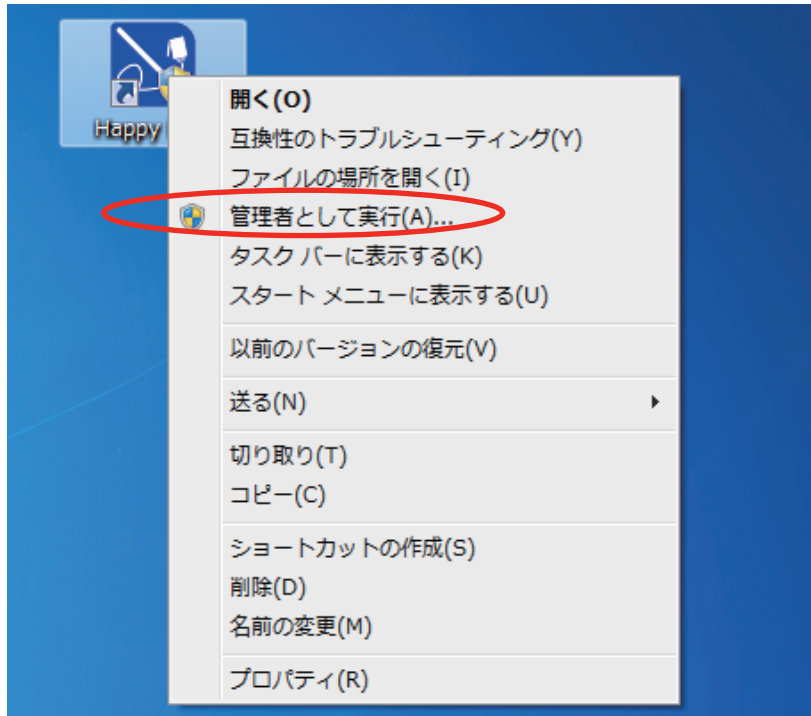 Happy
開く(O)
互換性のトラブルシューティング(Y)
ファイルの場所を開く(I)
管理者として実行(A)...
タスク バーに表示する(K)
スタート メニューに表示する(U)
以前のバージョンの復元(V)
送る(N)
切り取り(T)
コピー(C)
ショートカットの作成(S)
削除(D)
名前の変更(M)
プロパティ(R)